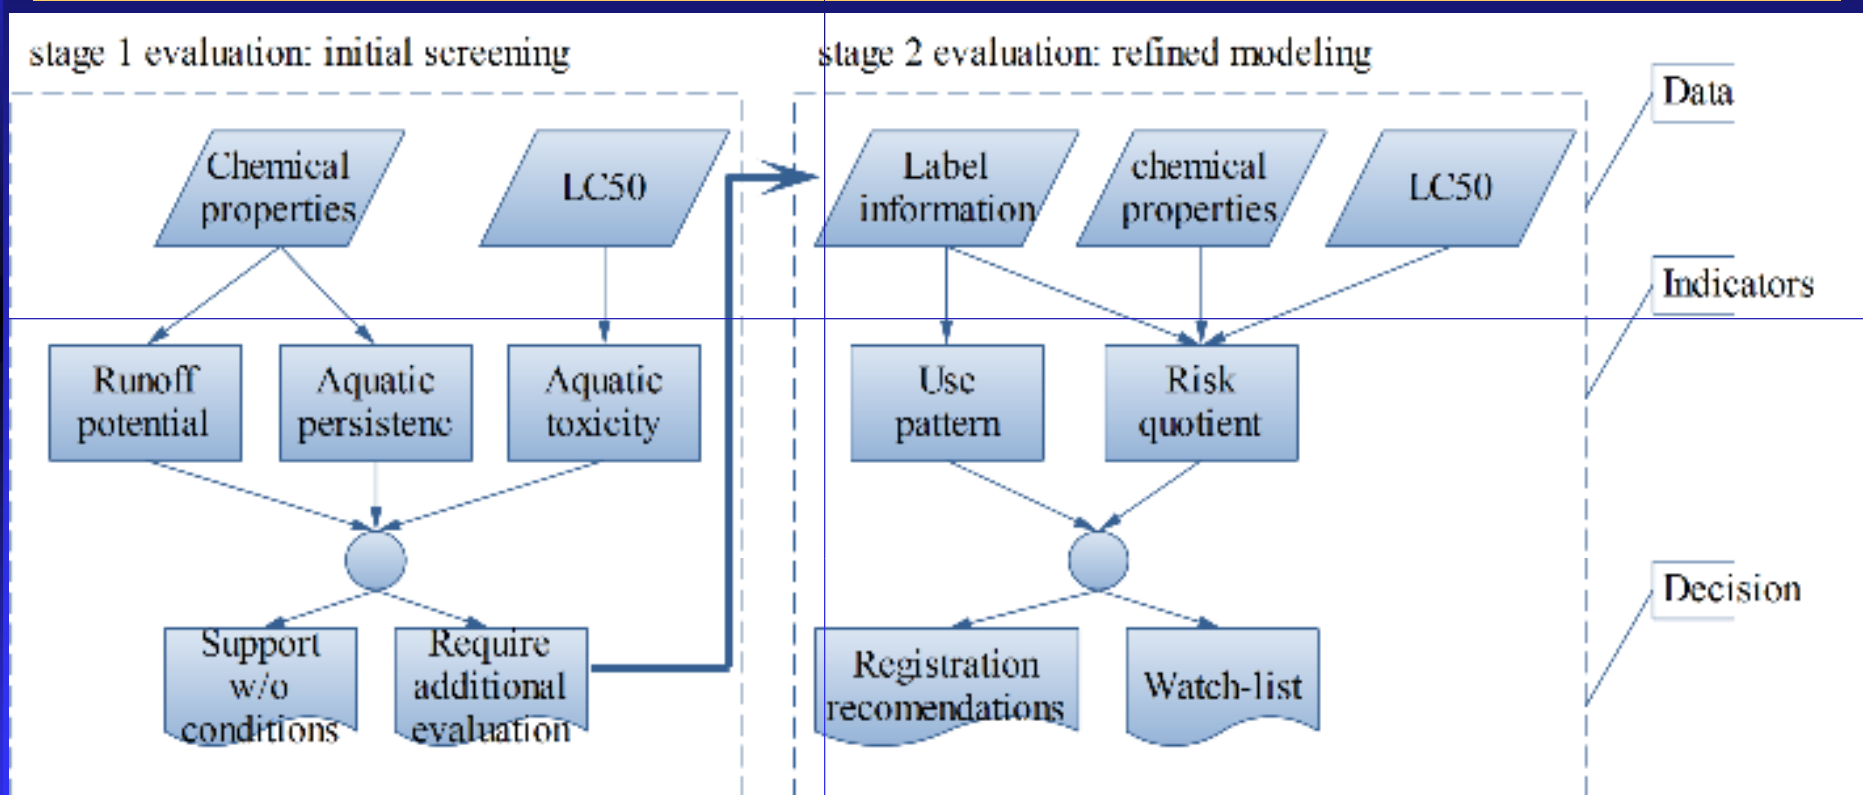 stage 1 evaluation: initial screening
stage 2 evaluation: refined modeling
Data
Chemical
properties
LC50
Label
information
chemical
properties
LC50
Indicators
Runoff
potential
Aquatic
persistenc
Aquatic
toxicity
Use
pattern
Risk
quotient
Decision
Support
w/o
conditions
Require
additional
evaluation
Registration
recomendations
Watch-list